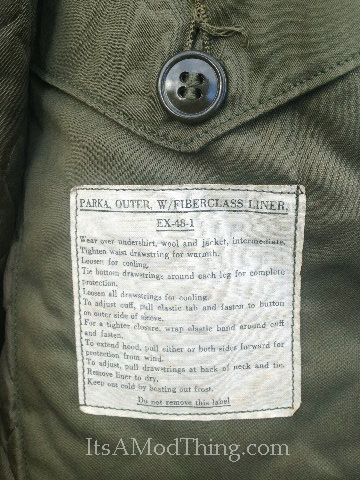 PARKA, OUTER, W/FIBERGLASS LINER,
EX-48-1
Wear over undershirt, wool and jacket, intermediate.
Tighten waist drawstring for warmth.
Loosen for cooling.
Tie bottom drawstrings around each leg for complete
protection.
Loosen all drawstrings for cooling.
To adjust cuff, pull elastic tab and fasten to button
on outer side of sleeve.
For a tighter closure, wrap elastic band around cuff
and fasten.
To extend hood, pull either or both sides forward for
protection from wind.
To adjust, pull drawstrings at back of neck and tie.
Remove liner to dry.
Keep out cold by beating out frost.
Do not remove this label
ItsAModThing.com